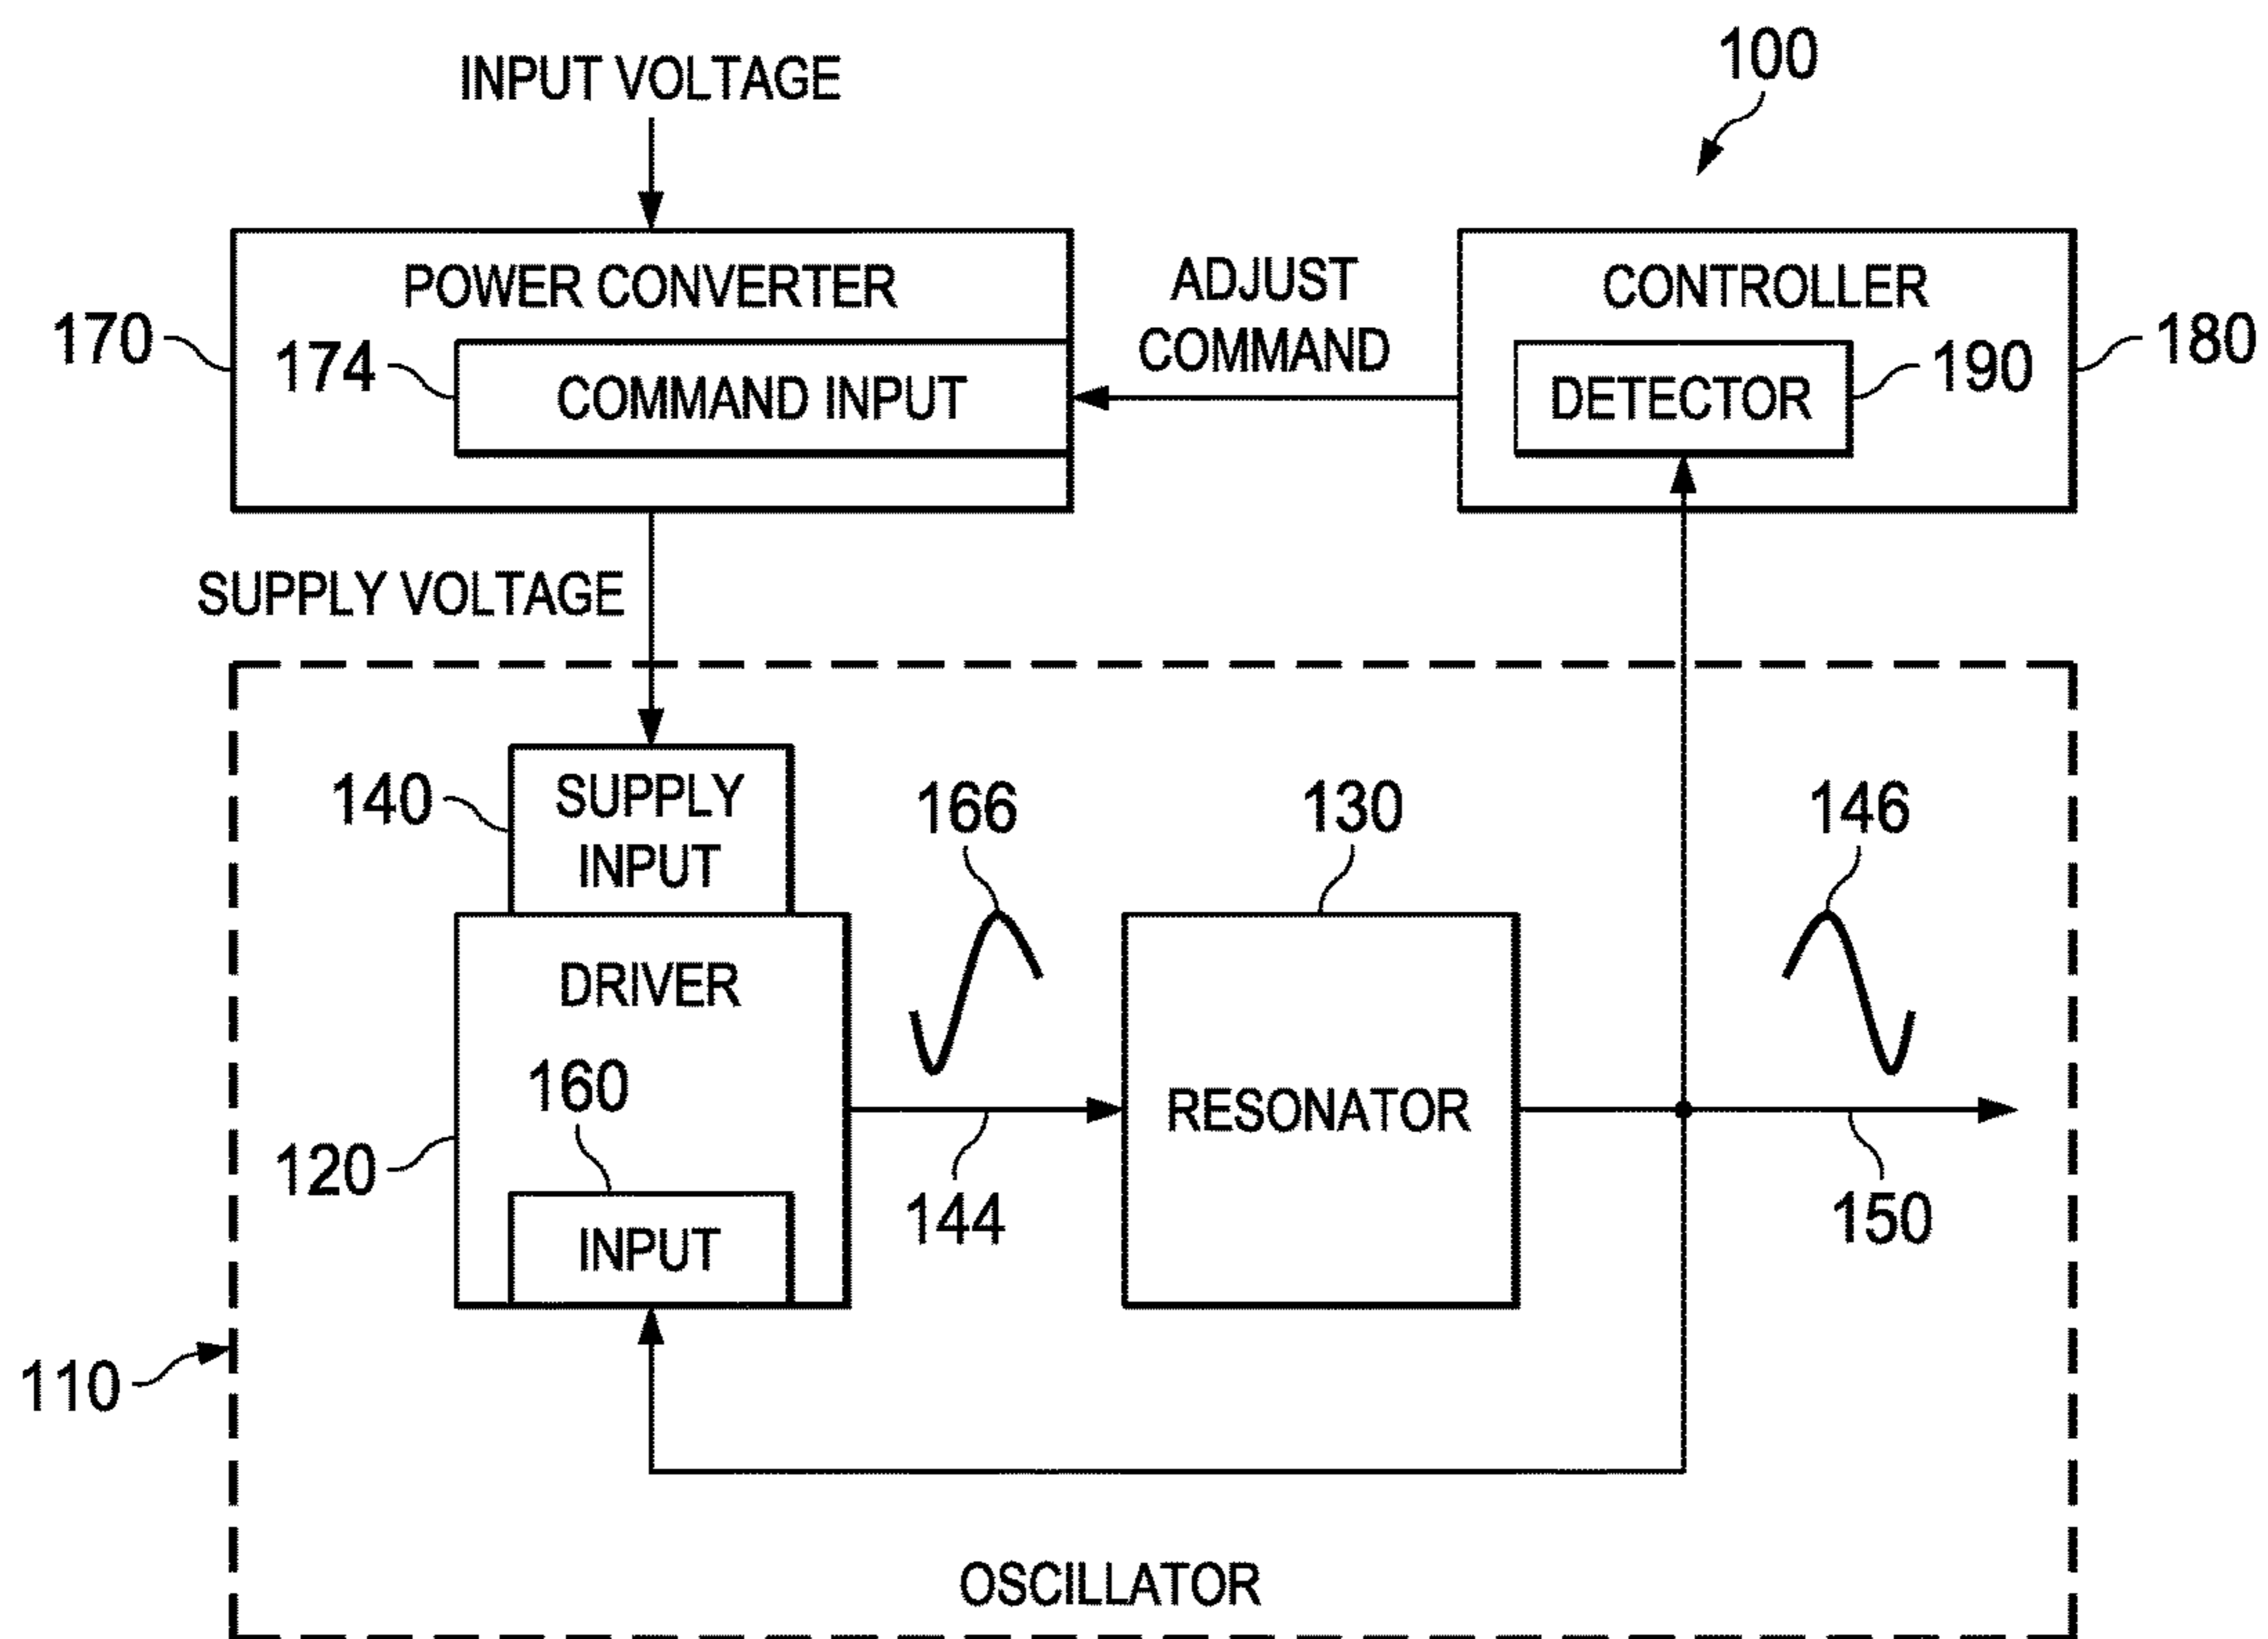 100
INPUT VOLTAGE
POWER CONVERTER
170
174
COMMAND INPUT
ADJUST
COMMAND
CONTROLLER
180
DETECTOR
190
SUPPLY VOLTAGE
140
SUPPLY
INPUT
166
130
146
DRIVER
160
120
INPUT
144
RESONATOR
150
110
OSCILLATOR